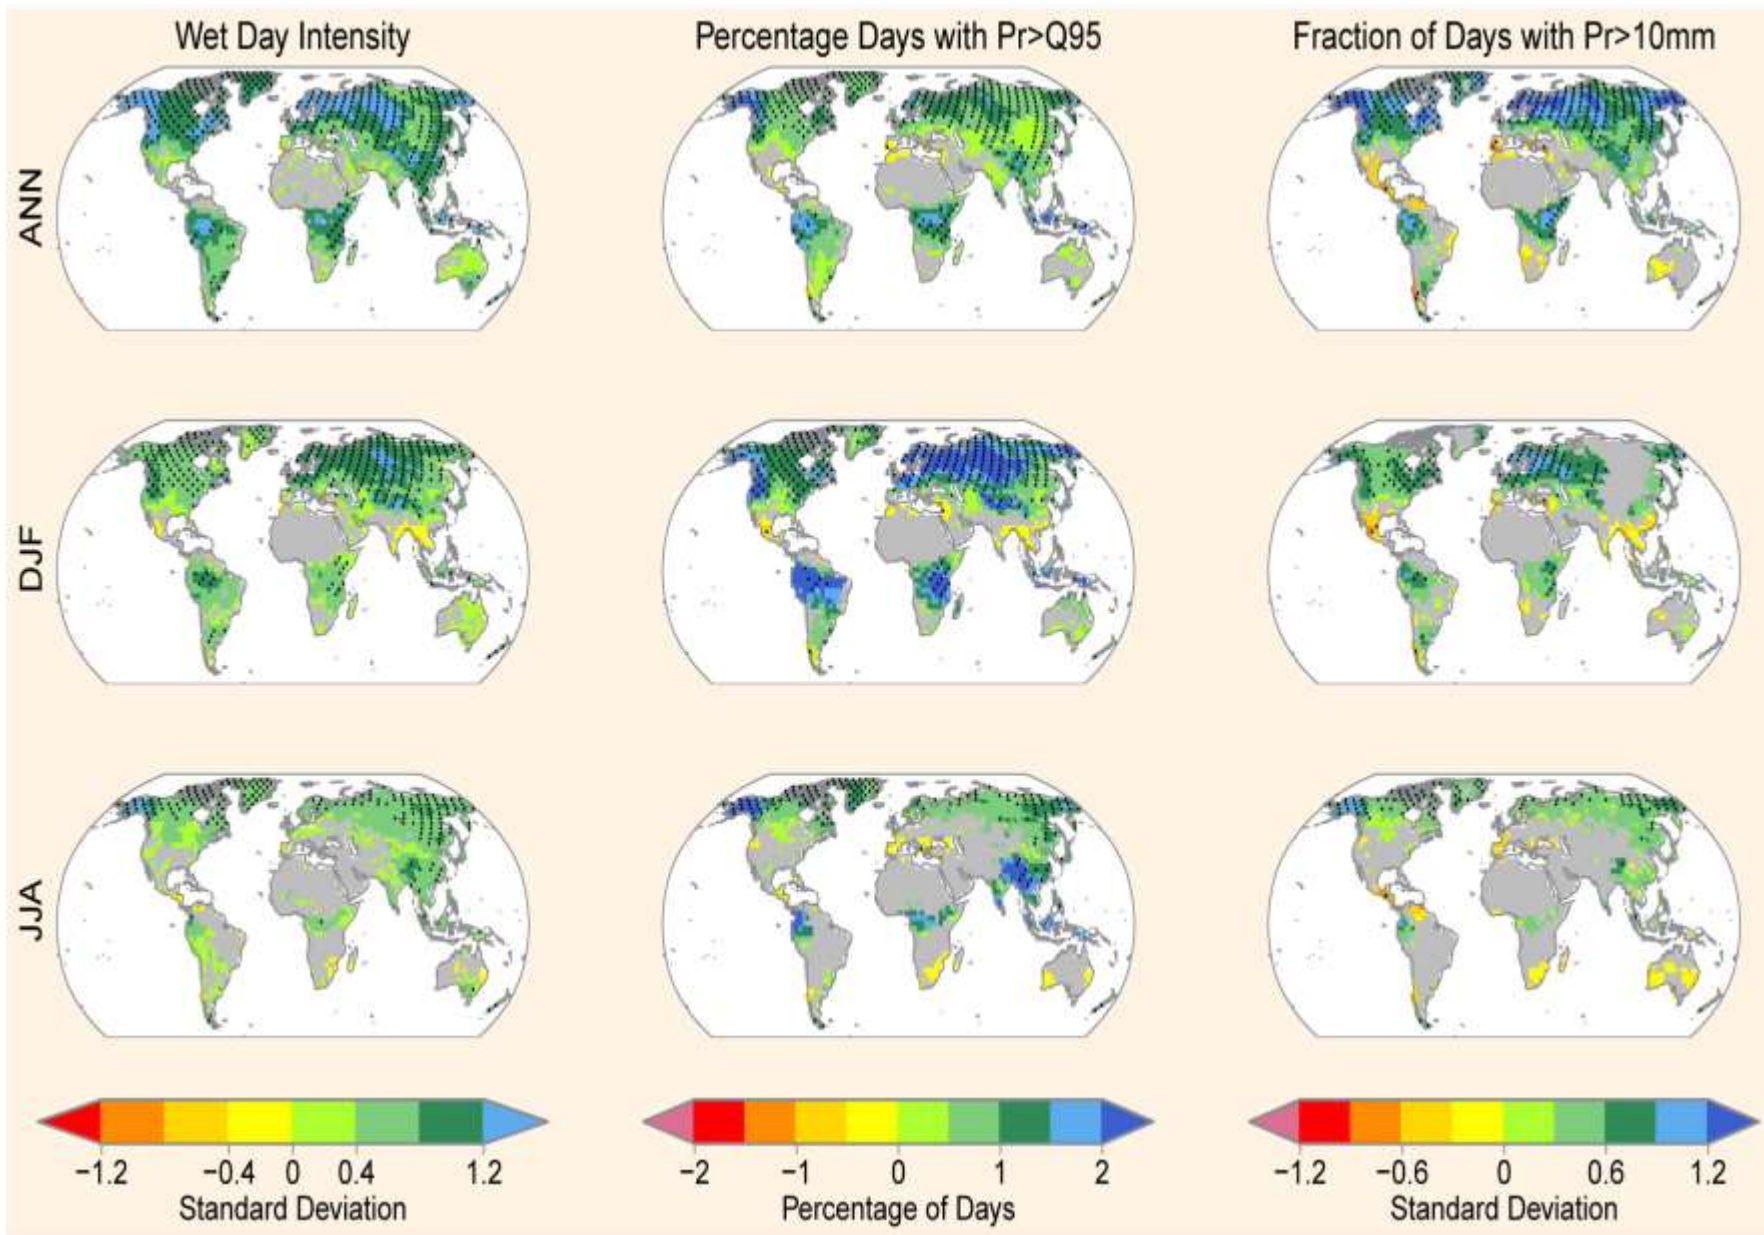 Wet Day Intensity
Percentage Days with Pr>Q95
Fraction of Days with Pr>10mm
ANN
DJF
JJA
−1.2 −0.4 0 0.4 1.2
Standard Deviation
−2 −1 0 1 2
Percentage of Days
−1.2 −0.6 0 0.6 1.2
Standard Deviation